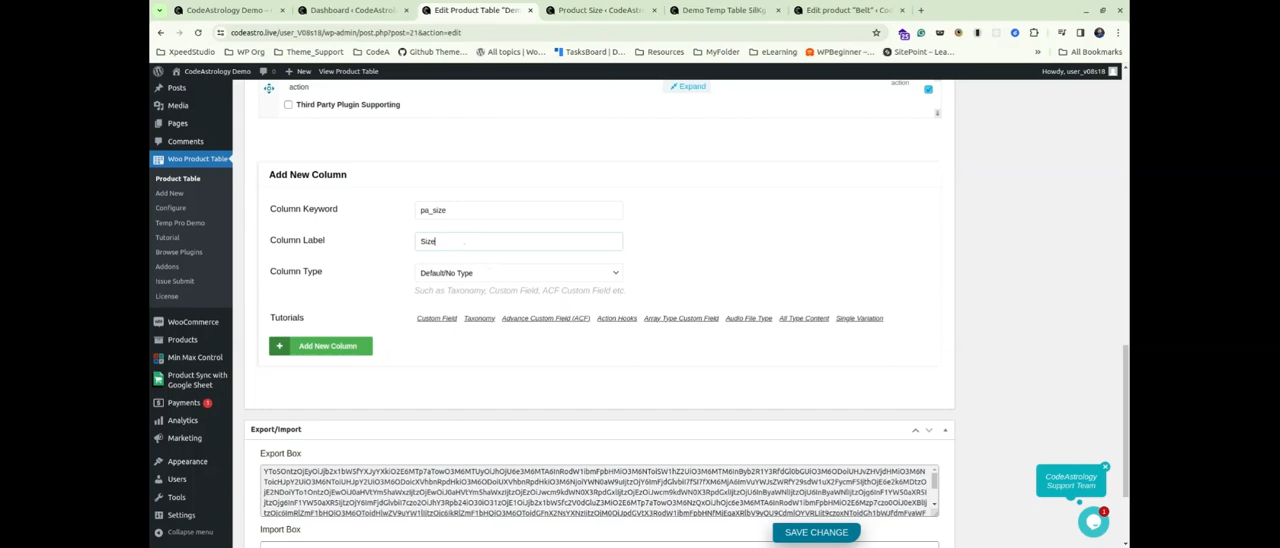 CodeAstrology Demo –
Dashboard ‹ CodeAstrol
Edit Product Table "Dem
Product Size ‹ CodeAstr
Demo Temp Table 5ilKg
Edit product "Belt" ‹ Co
codeastro.live/user_V08s18/wp-admin/post.php?post=21&action=edit
XpeedStudio
WP Org
Theme_Support
CodeA
Github Theme...
All topics | Wo...
TasksBoard | D...
Resources
MyFolder
eLearning
WPBeginner –...
SitePoint – Lea...
»
All Bookmarks
CodeAstrology Demo
0
+ New
View Product Table
Howdy, user_v08s18
Posts
Media
Pages
Comments
Woo Product Table
Product Table
Add New
Configure
Temp Pro Demo
Tutorial
Browse Plugins
Addons
Issue Submit
License
WooCommerce
Products
Min Max Control
Product Sync with
Google Sheet
Payments 1
Analytics
Marketing
Appearance
Users
Tools
Settings
Collapse menu
action
Expand
action
Third Party Plugin Supporting
Add New Column
Column Keyword
pa_size
Column Label
Size
Column Type
Default/No Type
Such as Taxonomy, Custom Field, ACF Custom Field etc.
Tutorials
Custom Field
Taxonomy
Advance Custom Field (ACF)
Action Hooks
Array Type Custom Field
Audio File Type
All Type Content
Single Variation
+ Add New Column
Export/Import
Export Box
Import Box
SAVE CHANGE
CodeAstrology
Support Team
1
25